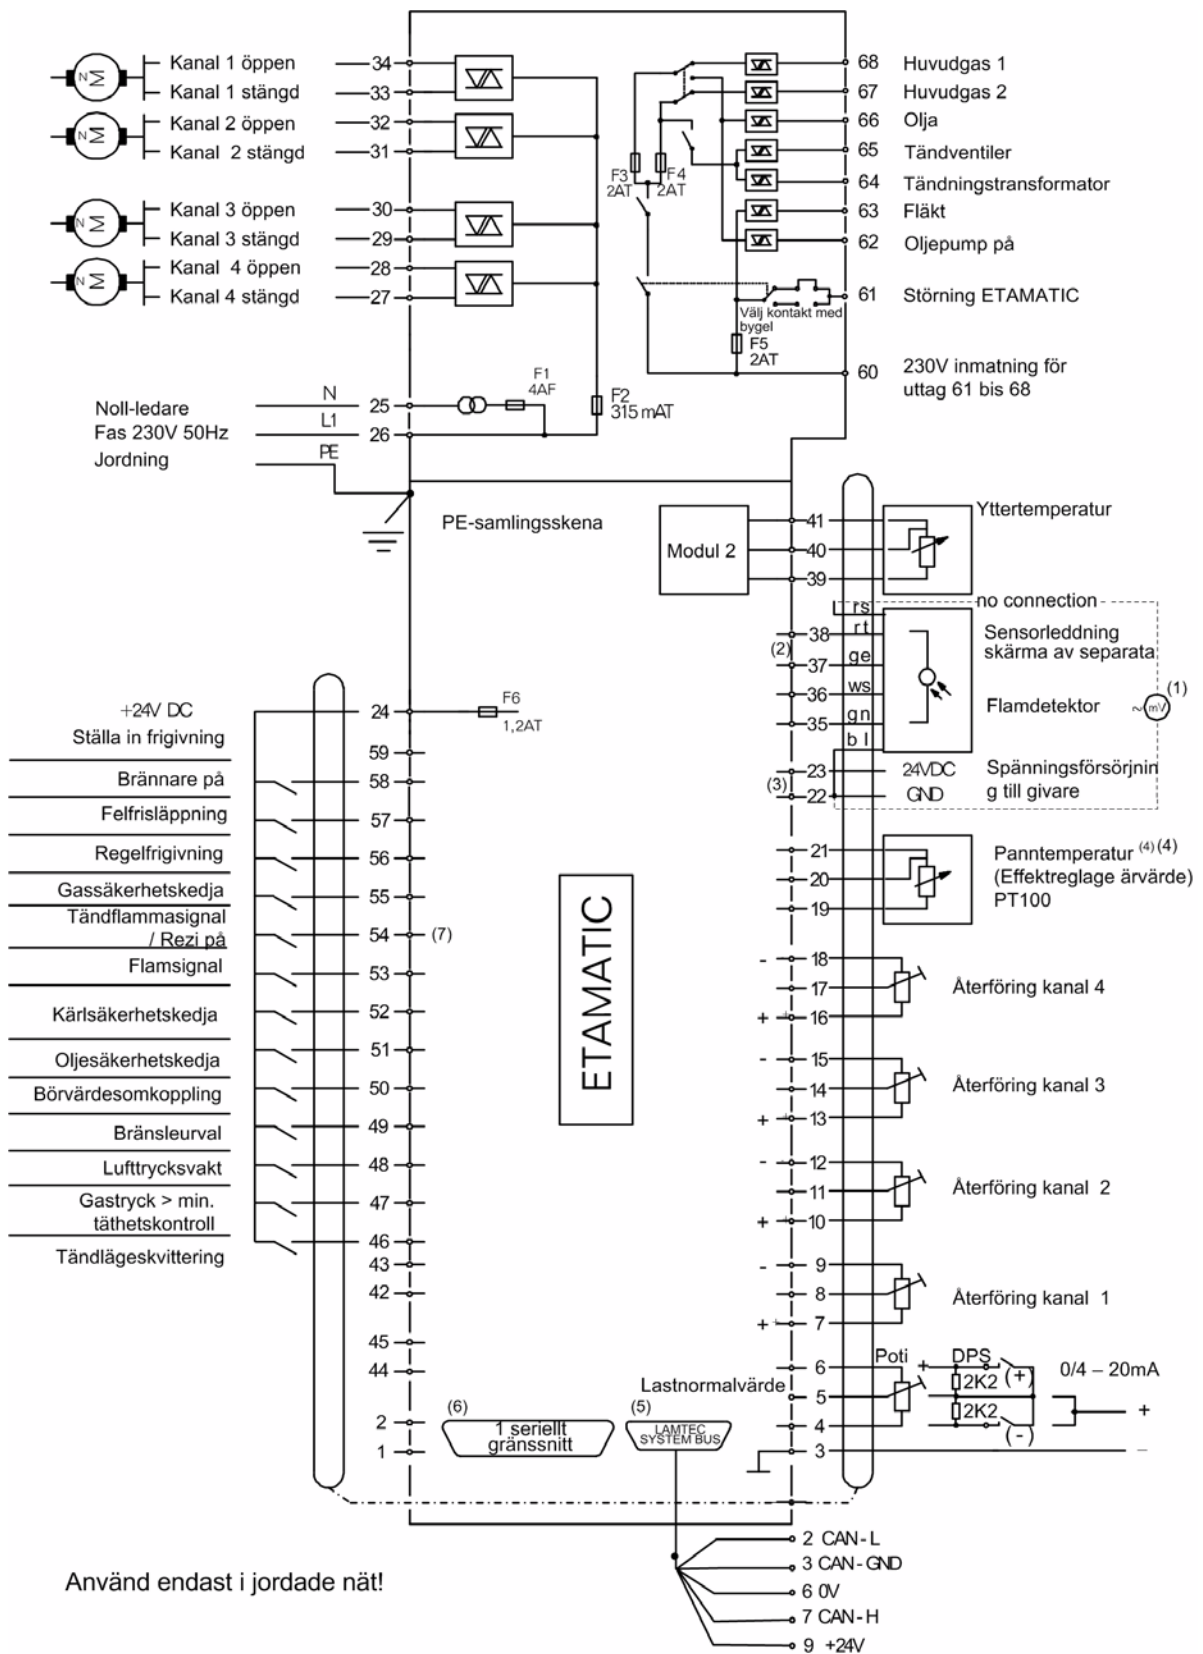 Kanal 1 öppen
34
Kanal 1 stängd
33
Kanal 2 öppen
32
Kanal 2 stängd
31
Kanal 3 öppen
30
Kanal 3 stängd
29
Kanal 4 öppen
28
Kanal 4 stängd
27
N M
N M
N M
N M
68 Huvudgas 1
67 Huvudgas 2
66 Olja
65 Tändventiler
64 Tändningstransformator
63 Fläkt
62 Oljepump på
61 Störning ETAMATIC
60 230V inmatning för
uttag 61 bis 68
F3
2AT
F4
2AT
Välj kontakt med
bygel
F5
2AT
F1
4AF
F2
315 mAT
Noll-ledare
N
25
Fas 230V 50Hz
L1
26
Jordning
PE
PE-samlingsskena
Modul 2
41
40
39
Yttertemperatur
no connection
rs
38 rt
(2)
37 ge
36 ws
35 gn
bl
Sensorleddning
skärma av separata
Flamdetektor
~ mV
(1)
23 24VDC
(3)
22 GND
Spänningsförsörjnin
g till givare
21
20
19
Panntemperatur (4) (4)
(Effektreglage ärvärde)
PT100
- 18
17
+ + 16
Återföring kanal 4
- 15
14
+ + 13
Återföring kanal 3
- - 12
11
+ + 10
Återföring kanal 2
- 9
8
+ + 7
Återföring kanal 1
6
Lastnormalvärde
5
4
3
Poti
+
DPS
2K2
(+)
2K2
(-)
0/4 – 20mA
+
–
+24V DC
24
F6
1,2AT
Ställa in frigivning
59
Brännare på
58
Felfrisläppning
57
Regelfrigivning
56
Gassäkerhetskedja
55
Tändflammasignal
/ Rezi på
54
(7)
Flamsignal
53
Kärlsäkerhetskedja
52
Oljesäkerhetskedja
51
Börvärdesomkoppling
50
Bränsleurval
49
Lufttrycksvakt
48
Gastryck > min.
täthetskontroll
47
Tändlägeskvittering
46
43
42
45
44
2
1
ETAMATIC
(6)
1 seriellt
gränssnitt
(5)
LAMTEC
SYSTEM BUS
2 CAN-L
3 CAN-GND
6 0V
7 CAN-H
9 +24V
Använd endast i jordade nät!